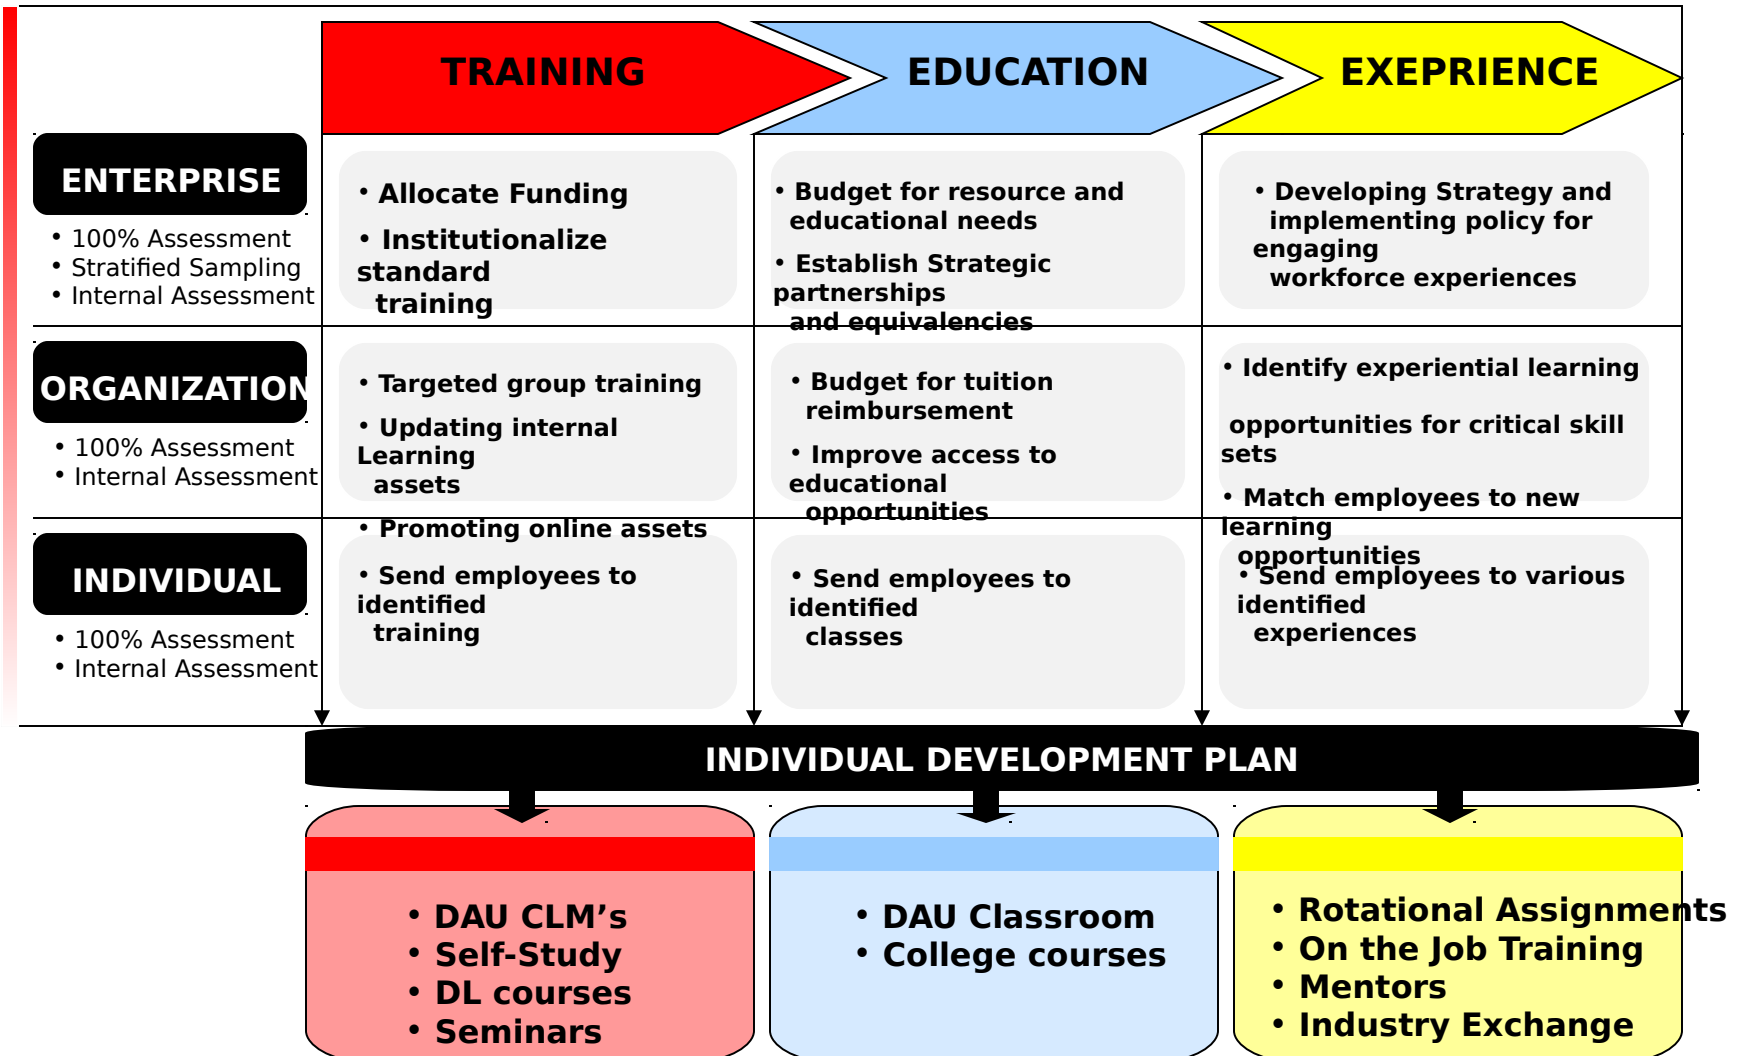 TRAINING
EDUCATION
EXEPRIENCE
ENTERPRISE
• 100% Assessment
• Stratified Sampling
• Internal Assessment
• Allocate Funding
• Institutionalize
standard
training
• Budget for resource and
educational needs
• Establish Strategic
partnerships
and equivalencies
• Developing Strategy and
implementing policy for
engaging
workforce experiences
ORGANIZATION
• 100% Assessment
• Internal Assessment
• Targeted group training
• Updating internal
Learning
assets
• Promoting online assets
• Budget for tuition
reimbursement
• Improve access to
educational
opportunities
• Identify experiential learning
opportunities for critical skill
sets
• Match employees to new
learning
opportunities
INDIVIDUAL
• 100% Assessment
• Internal Assessment
• Send employees to
identified
training
• Send employees to
identified
classes
• Send employees to various
identified
experiences
INDIVIDUAL DEVELOPMENT PLAN
• DAU CLM’s
• Self-Study
• DL courses
• Seminars
• DAU Classroom
• College courses
• Rotational Assignments
• On the Job Training
• Mentors
• Industry Exchange